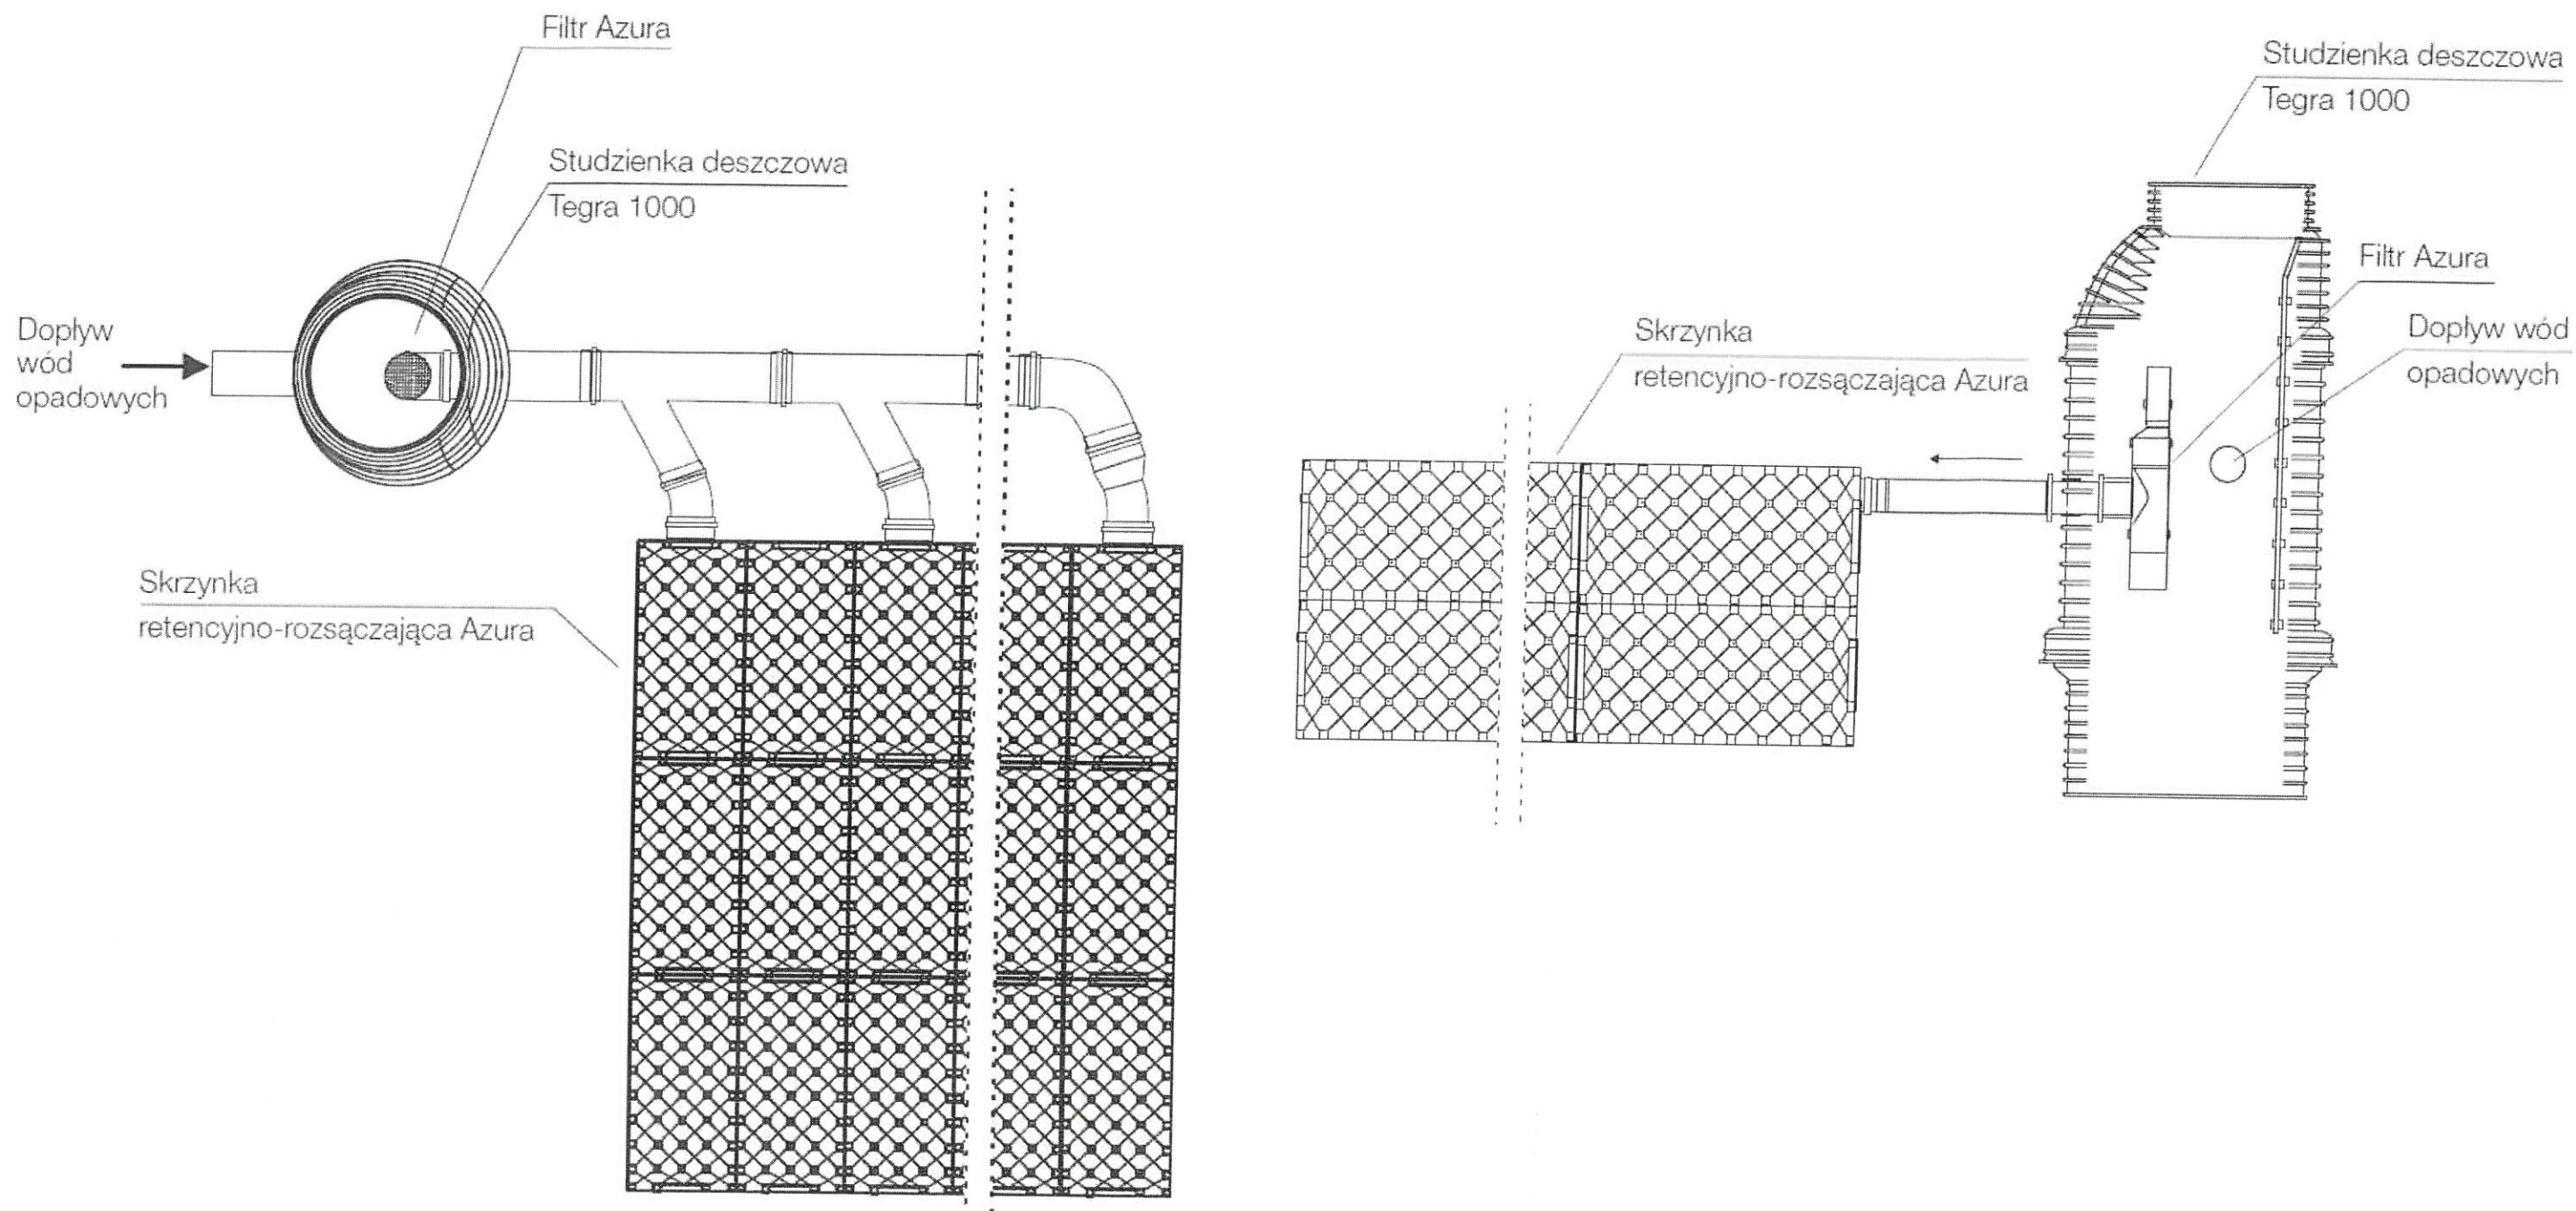 Filtr Azura
Studzienka deszczowa
Tegra 1000
Dopływ
wód
opadowych
Skrzynka
retencyjno-rozsączająca Azura
Studzienka deszczowa
Tegra 1000
Filtr Azura
Dopływ wód
opadowych
Skrzynka
retencyjno-rozsączająca Azura